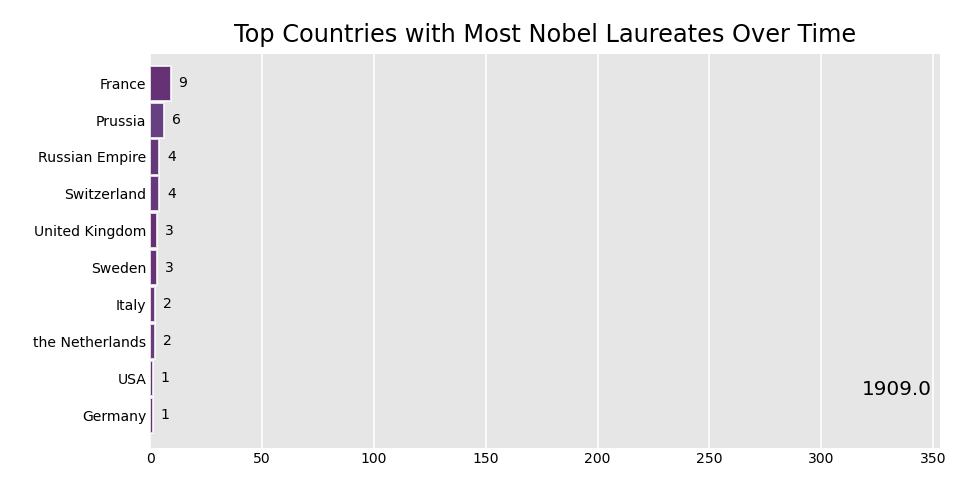 Top Countries with Most Nobel Laureates Over Time
France 9
Prussia 6
Russian Empire 4
Switzerland 4
United Kingdom 3
Sweden 3
Italy 2
the Netherlands 2
USA 1
1909.0
Germany 1
0 50 100 150 200 250 300 350